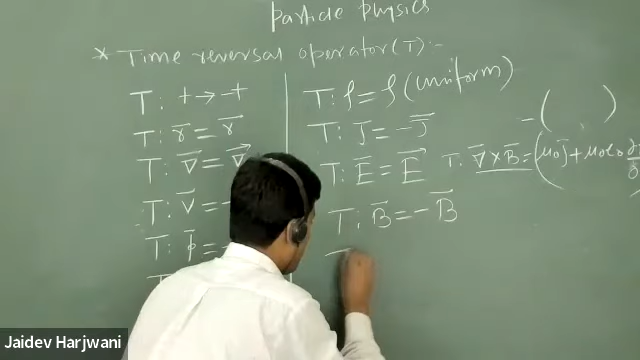 Particle Physics
* Time reversal operator (T) :-
T : t → -t
T : r⃗ = r⃗
T : ∇⃗ = ∇⃗
T : v⃗ = -
T : p⃗ = -
T
T : ρ = ρ (uniform)
T : J⃗ = -J⃗
T : E⃗ = E⃗
T : B⃗ = -B⃗
T
- ( )
T : ∇⃗ × B⃗ = (μ₀J⃗ + μ₀ε₀ ∂
Jaidev Harjwani